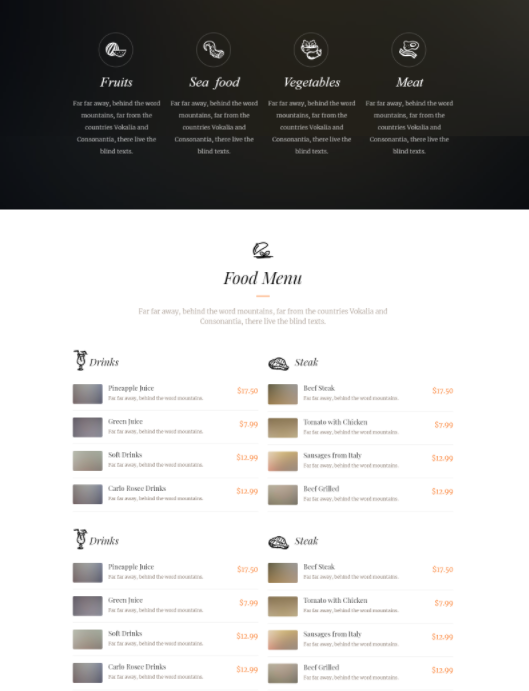 Fruits
Far far away, behind the word
mountains, far from the
countries Vokalia and
Consonantia, there live the
blind texts.
Sea food
Far far away, behind the word
mountains, far from the
countries Vokalia and
Consonantia, there live the
blind texts.
Vegetables
Far far away, behind the word
mountains, far from the
countries Vokalia and
Consonantia, there live the
blind texts.
Meat
Far far away, behind the word
mountains, far from the
countries Vokalia and
Consonantia, there live the
blind texts.
Food Menu
Far far away, behind the word mountains, far from the countries Vokalia and
Consonantia, there live the blind texts.
Drinks
Pineapple Juice
$17.50
Far far away, behind the word mountains.
Green Juice
$7.99
Far far away, behind the word mountains.
Soft Drinks
$12.99
Far far away, behind the word mountains.
Carlo Rosee Drinks
$12.99
Far far away, behind the word mountains.
Steak
Beef Steak
$17.50
Far far away, behind the word mountains.
Tomato with Chicken
$7.99
Far far away, behind the word mountains.
Sausages from Italy
$12.99
Far far away, behind the word mountains.
Beef Grilled
$12.99
Far far away, behind the word mountains.
Drinks
Pineapple Juice
$17.50
Far far away, behind the word mountains.
Green Juice
$7.99
Far far away, behind the word mountains.
Soft Drinks
$12.99
Far far away, behind the word mountains.
Carlo Rosee Drinks
$12.99
Far far away, behind the word mountains.
Steak
Beef Steak
$17.50
Far far away, behind the word mountains.
Tomato with Chicken
$7.99
Far far away, behind the word mountains.
Sausages from Italy
$12.99
Far far away, behind the word mountains.
Beef Grilled
$12.99
Far far away, behind the word mountains.